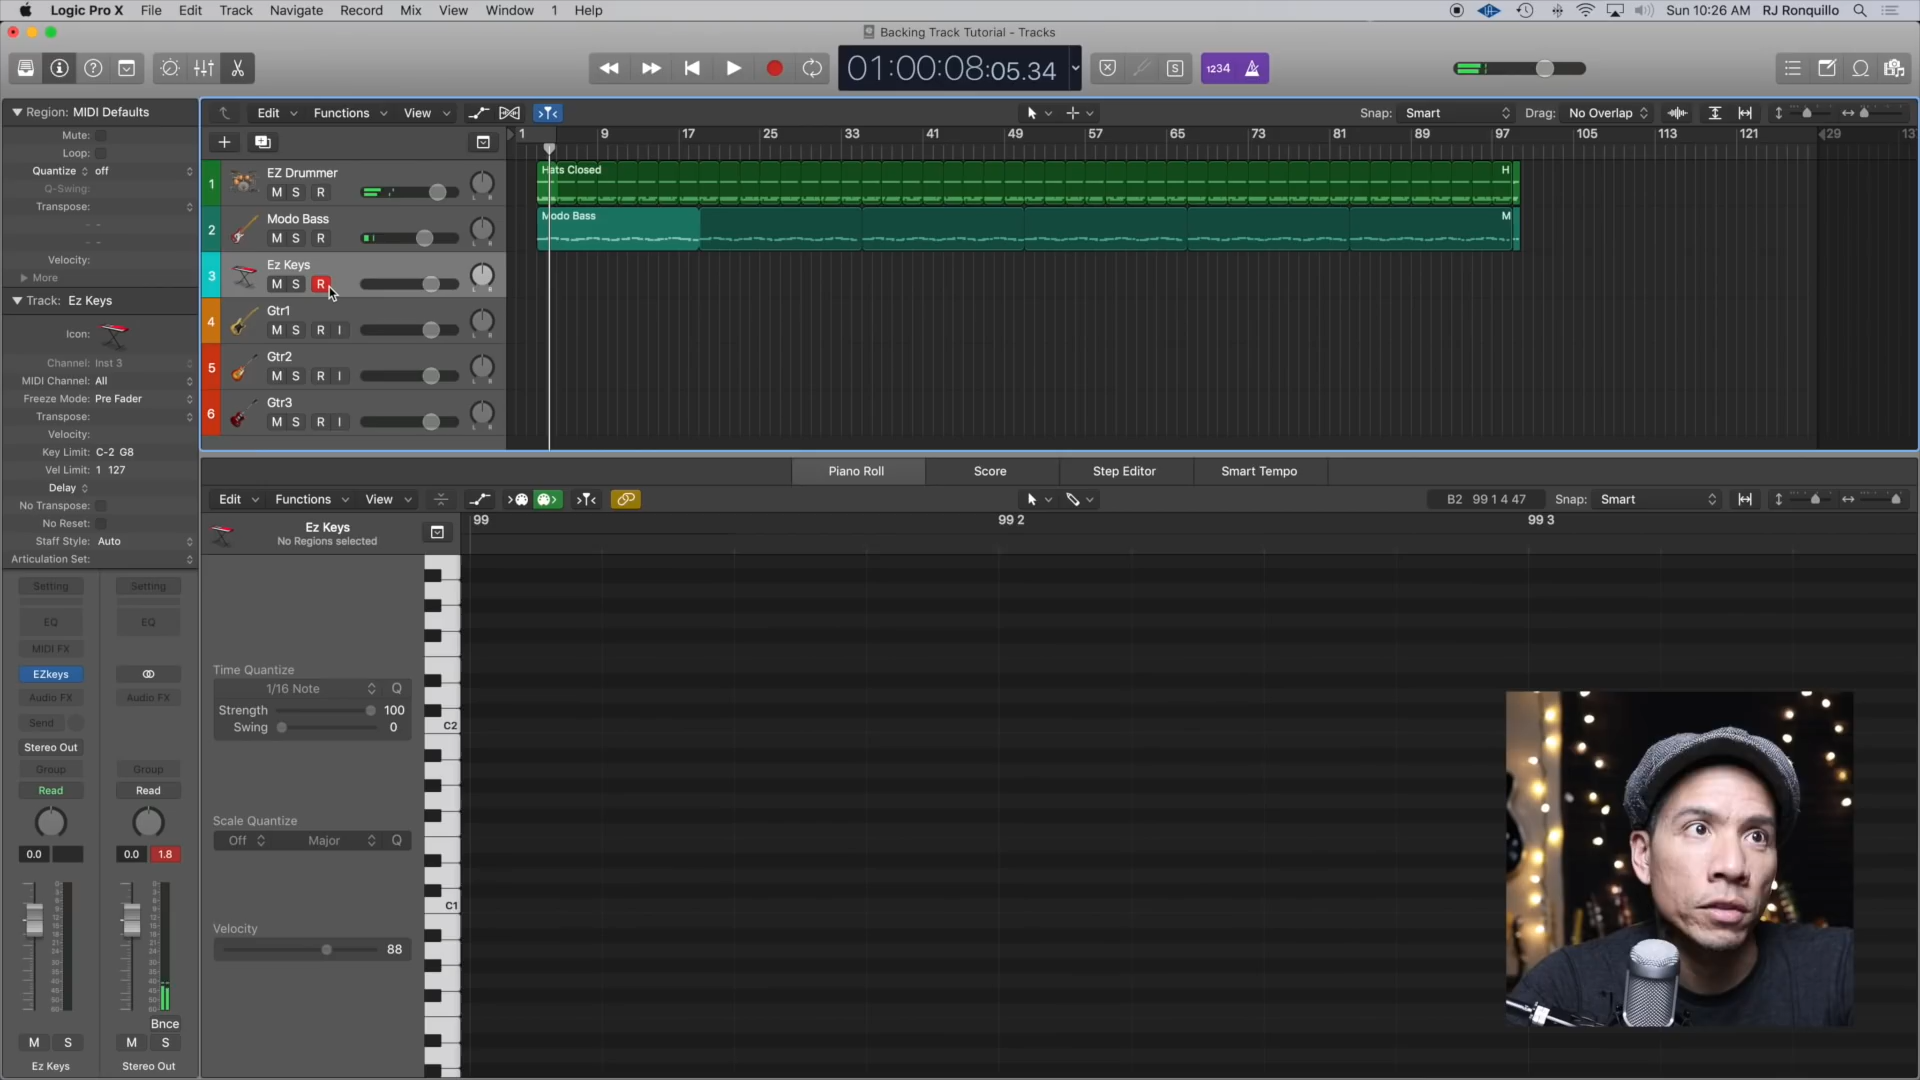 Logic Pro X File Edit Track Navigate Record Mix View Window 1 Help Sun 10:26 AM RJ Ronquillo
Backing Track Tutorial - Tracks
01:00:08:05.34 S 1234
Region: MIDI Defaults Edit Functions View Snap: Smart Drag: No Overlap
1 9 17 25 33 41 49 57 65 73 81 89 97 105 113 121 129
Mute:
Loop:
Quantize off
Q-Swing:
Transpose:
Velocity:
More
1 EZ Drummer
M S R
Hats Closed H
2 Modo Bass
M S R
Modo Bass M
3 Ez Keys
M S R
4 Gtr1
M S R I
5 Gtr2
M S R I
6 Gtr3
M S R I
Track: Ez Keys
Icon:
Channel: Inst 3
MIDI Channel: All
Freeze Mode: Pre Fader
Transpose:
Velocity:
Key Limit: C-2 G8
Vel Limit: 1 127
Delay
No Transpose:
No Reset:
Staff Style: Auto
Articulation Set:
Piano Roll Score Step Editor Smart Tempo
Edit Functions View B2 99 1 4 47 Snap: Smart
99 99 2 99 3
Ez Keys
No Regions selected
Time Quantize
1/16 Note Q
Strength 100
Swing 0
Scale Quantize
Off Major Q
Velocity
88
C2
C1
Setting Setting
EQ EQ
MIDI FX
EZkeys
Audio FX Audio FX
Send
Stereo Out
Group Group
Read Read
0.0 0.0 1.8
Bnce
M S M S
Ez Keys Stereo Out